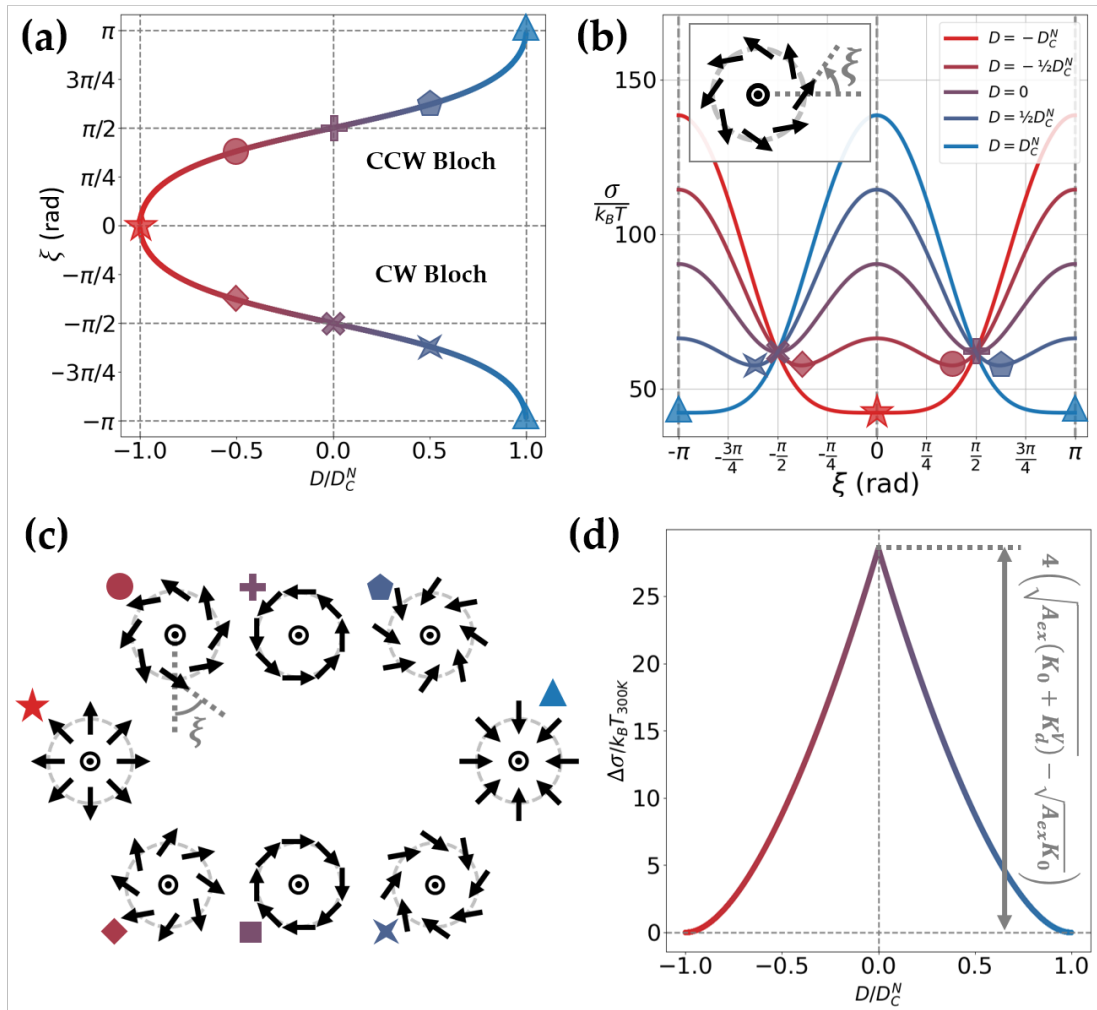 (a)
π
3π/4
π/2
π/4
0
−π/4
−π/2
−3π/4
−π
ξ (rad)
CCW Bloch
CW Bloch
−1.0 −0.5 0.0 0.5 1.0
D/D_C^N
(b)
150
100
50
σ/k_BT
ξ
D = − D_C^N
D = − ½D_C^N
D = 0
D = ½D_C^N
D = D_C^N
-π -3π/4 -π/2 -π/4 0 π/4 π/2 3π/4 π
ξ (rad)
(c)
ξ
(d)
25
20
15
10
5
0
Δσ/k_BT_300K
4(√A_ex(K_0 + K_d^V) − √A_exK_0)
−1.0 −0.5 0.0 0.5 1.0
D/D_C^N